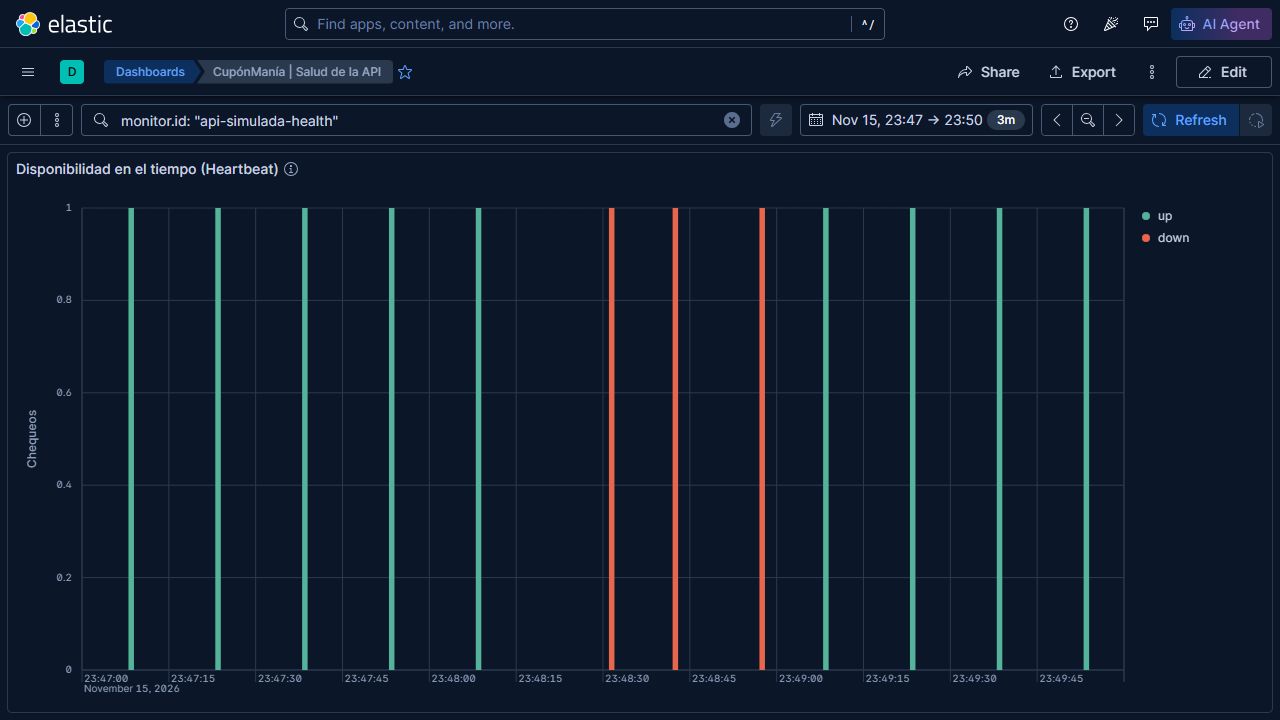 elastic
Find apps, content, and more.
^/
AI Agent
D
Dashboards
CupónManía | Salud de la API
Share
Export
Edit
monitor.id: "api-simulada-health"
Nov 15, 23:47 → 23:50
3m
Refresh
Disponibilidad en el tiempo (Heartbeat)
1
0.8
0.6
0.4
0.2
0
Chequeos
up
down
23:47:00
23:47:15
23:47:30
23:47:45
23:48:00
23:48:15
23:48:30
23:48:45
23:49:00
23:49:15
23:49:30
23:49:45
November 15, 2026